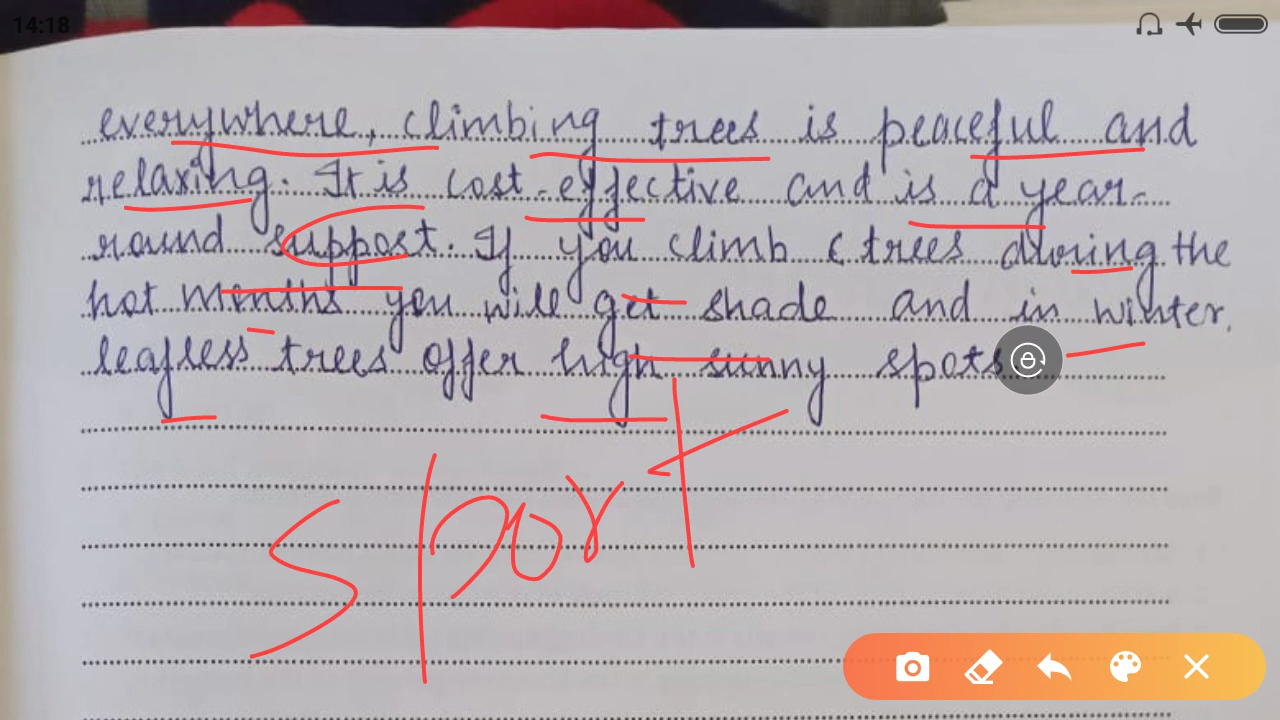 14:18
everywhere, climbing trees is peaceful and
relaxing. It is cost-effective and is a year-
round suppost. If you climb c trees during the
hot months you will get shade and in winter,
leafless trees offer high sunny spots
sport